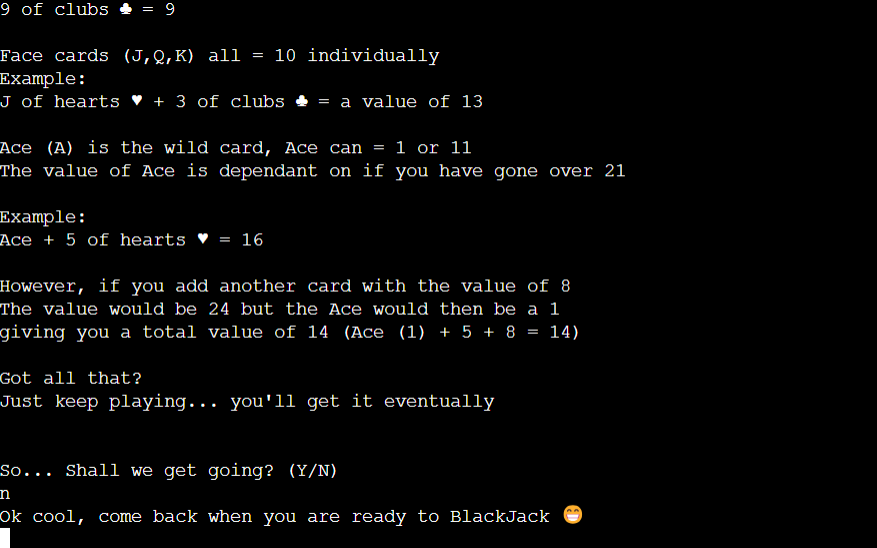 9 of clubs ♣ = 9
Face cards (J,Q,K) all = 10 individually
Example:
J of hearts ♥ + 3 of clubs ♣ = a value of 13
Ace (A) is the wild card, Ace can = 1 or 11
The value of Ace is dependant on if you have gone over 21
Example:
Ace + 5 of hearts ♥ = 16
However, if you add another card with the value of 8
The value would be 24 but the Ace would then be a 1
giving you a total value of 14 (Ace (1) + 5 + 8 = 14)
Got all that?
Just keep playing... you'll get it eventually
So... Shall we get going? (Y/N)
n
Ok cool, come back when you are ready to BlackJack 😁